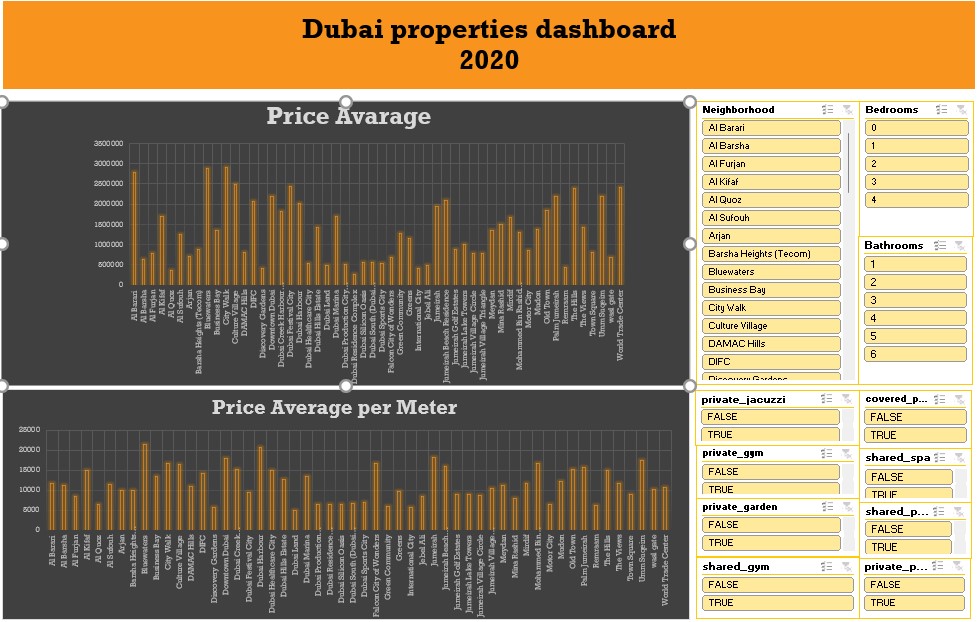 Dubai properties dashboard
2020
Price Avarage
3500000
3000000
2500000
2000000
1500000
1000000
500000
0
Al Barari
Al Barsha
Al Furjan
Al Kifaf
Al Quoz
Al Sufouh
Arjan
Barsha Heights (Tecom)
Bluewaters
Business Bay
City Walk
Culture Village
DAMAC Hills
DIFC
Discovery Gardens
Downtown Dubai
Dubai Creek Harbour...
Dubai Festival City
Dubai Harbour
Dubai Healthcare City
Dubai Hills Estate
Dubai Land
Dubai Marina
Dubai Production City...
Dubai Residence Complex
Dubai Silicon Oasis
Dubai South (Dubai...
Dubai Sports City
Falcon City of Wonders
Green Community
Greens
International City
Jebel Ali
Jumeirah
Jumeirah Beach Residence
Jumeirah Golf Estates
Jumeirah Lake Towers
Jumeirah Village Circle
Jumeirah Village Triangle
Meydan
Mina Rashid
Mirdif
Mohammed Bin Rashid...
Motor City
Mudon
Old Town
Palm Jumeirah
Remraam
The Hills
The Views
Town Square
Umm Suqeim
wasl gate
World Trade Center
Price Average per Meter
25000
20000
15000
10000
5000
0
Al Barari
Al Barsha
Al Furjan
Al Kifaf
Al Quoz
Al Sufouh
Arjan
Barsha Heights...
Bluewaters
Business Bay
City Walk
Culture Village
DAMAC Hills
DIFC
Discovery Gardens
Downtown Dubai
Dubai Creek...
Dubai Festival City
Dubai Harbour
Dubai Healthcare City
Dubai Hills Estate
Dubai Land
Dubai Marina
Dubai Production...
Dubai Residence...
Dubai Silicon Oasis
Dubai South (Dubai...
Dubai Sports City
Falcon City of Wonders
Green Community
Greens
International City
Jebel Ali
Jumeirah
Jumeirah Beach...
Jumeirah Golf Estates
Jumeirah Lake Towers
Jumeirah Village Circle
Jumeirah Village...
Meydan
Mina Rashid
Mirdif
Mohammed Bin...
Motor City
Mudon
Old Town
Palm Jumeirah
Remraam
The Hills
The Views
Town Square
Umm Suqeim
wasl gate
World Trade Center
Neighborhood
Al Barari
Al Barsha
Al Furjan
Al Kifaf
Al Quoz
Al Sufouh
Arjan
Barsha Heights (Tecom)
Bluewaters
Business Bay
City Walk
Culture Village
DAMAC Hills
DIFC
Discovery Gardens
Bedrooms
0
1
2
3
4
Bathrooms
1
2
3
4
5
6
private_jacuzzi
FALSE
TRUE
covered_p...
FALSE
TRUE
private_gym
FALSE
TRUE
shared_spa
FALSE
TRUE
private_garden
FALSE
TRUE
shared_p...
FALSE
TRUE
shared_gym
FALSE
TRUE
private_p...
FALSE
TRUE